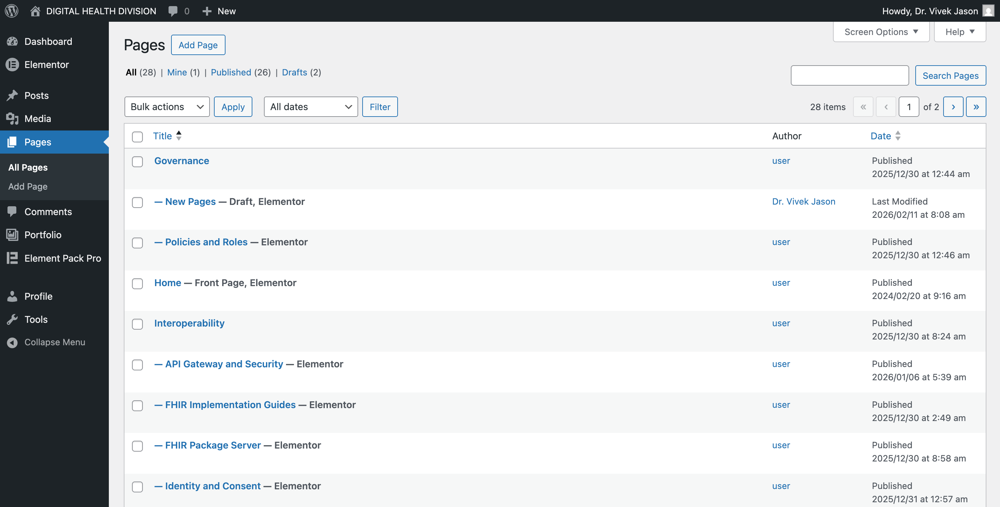 DIGITAL HEALTH DIVISION 0 New Howdy, Dr. Vivek Jason
Dashboard
Elementor
Posts
Media
Pages
All Pages
Add Page
Comments
Portfolio
Element Pack Pro
Profile
Tools
Collapse Menu
Screen Options Help
Pages Add Page
All (28) | Mine (1) | Published (26) | Drafts (2)
Search Pages
Bulk actions Apply All dates Filter 28 items « ‹ 1 of 2 › »
Title Author Date
Governance user Published
2025/12/30 at 12:44 am
— New Pages — Draft, Elementor Dr. Vivek Jason Last Modified
2026/02/11 at 8:08 am
— Policies and Roles — Elementor user Published
2025/12/30 at 12:46 am
Home — Front Page, Elementor user Published
2024/02/20 at 9:16 am
Interoperability user Published
2025/12/30 at 8:24 am
— API Gateway and Security — Elementor user Published
2026/01/06 at 5:39 am
— FHIR Implementation Guides — Elementor user Published
2025/12/30 at 2:49 am
— FHIR Package Server — Elementor user Published
2025/12/30 at 8:58 am
— Identity and Consent — Elementor user Published
2025/12/31 at 12:57 am